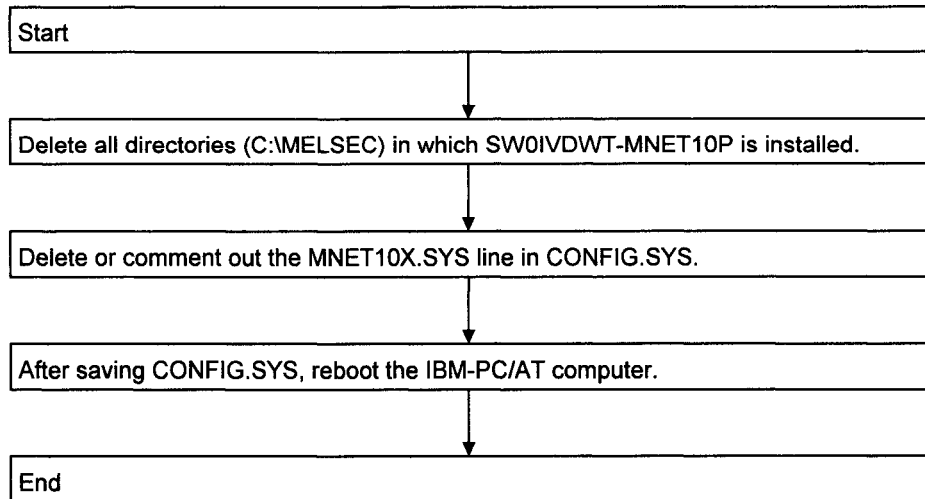 Start
Delete all directories (C:\MELSEC) in which SW0IVDWT-MNET10P is installed.
Delete or comment out the MNET10X.SYS line in CONFIG.SYS.
After saving CONFIG.SYS, reboot the IBM-PC/AT computer.
End